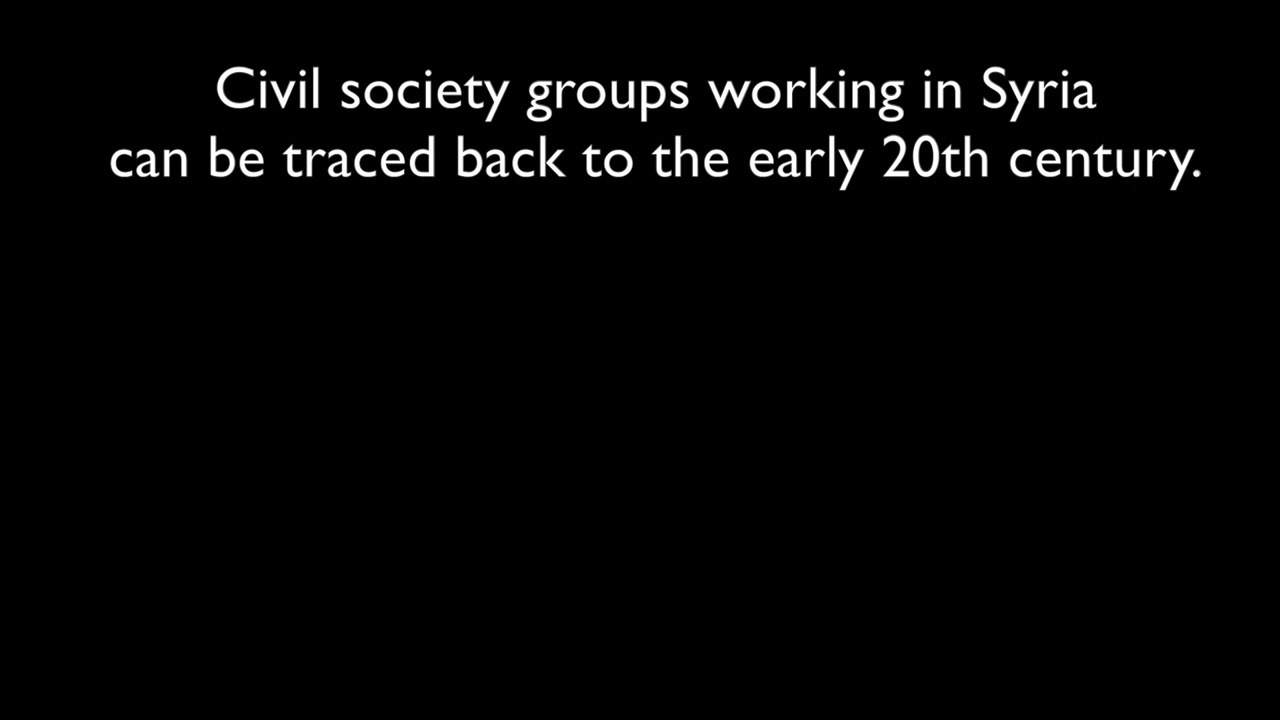 Civil society groups working in Syria
can be traced back to the early 20th century.